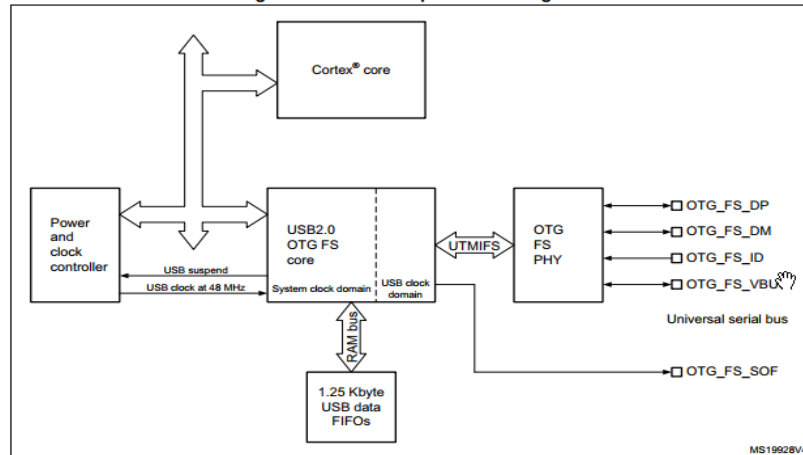 Cortex® core
Power
and
clock
controller
USB2.0
OTG FS
core
UTMIFS
OTG
FS
PHY
OTG_FS_DP
OTG_FS_DM
OTG_FS_ID
OTG_FS_VBU
USB suspend
USB clock at 48 MHz
System clock domain
USB clock
domain
Universal serial bus
RAM bus
OTG_FS_SOF
1.25 Kbyte
USB data
FIFOs